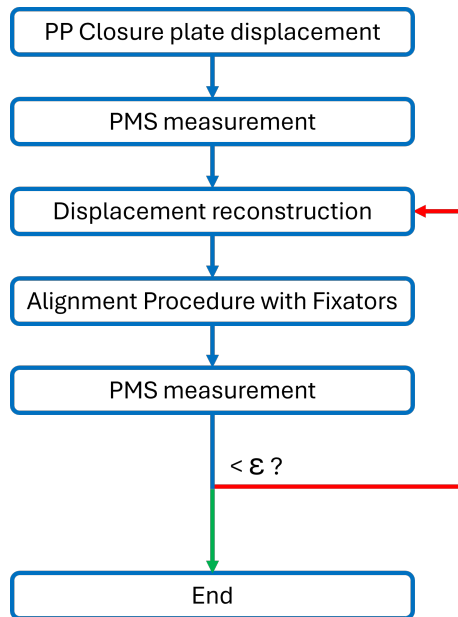 PP Closure plate displacement
PMS measurement
Displacement reconstruction
Alignment Procedure with Fixators
PMS measurement
< ε ?
End